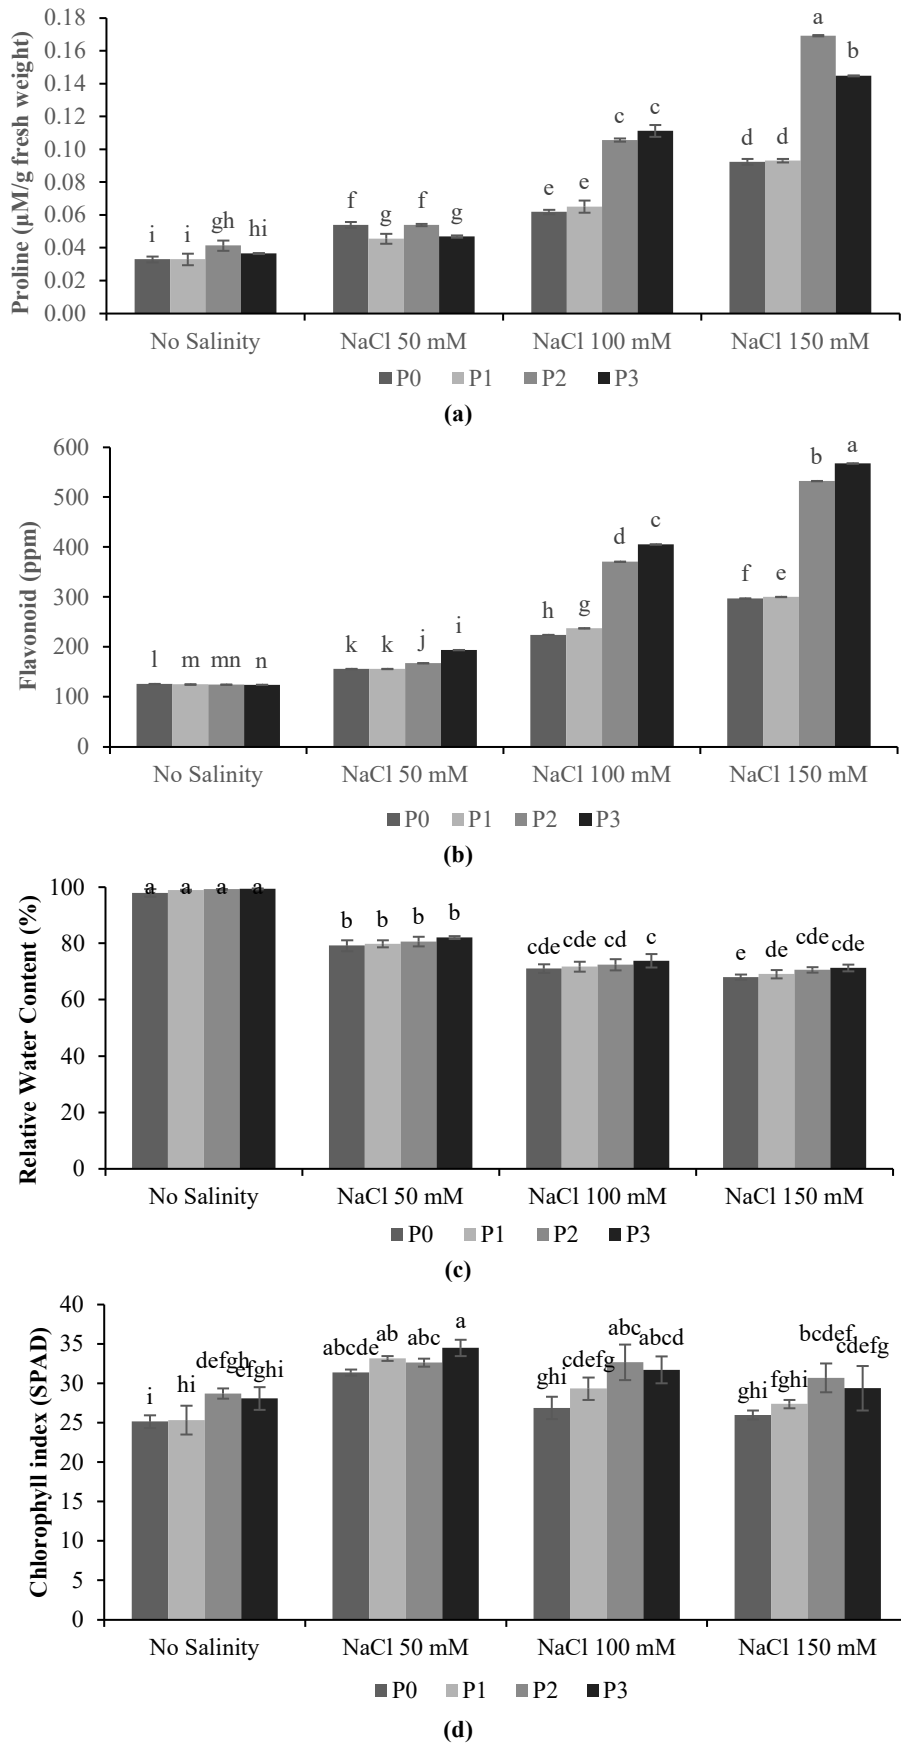 Proline (µM/g fresh weight)
0.18
0.16
0.14
0.12
0.10
0.08
0.06
0.04
0.02
0.00
i i gh hi
f g f g
e e c c
d d a b
No Salinity NaCl 50 mM NaCl 100 mM NaCl 150 mM
P0 P1 P2 P3
(a)
Flavonoid (ppm)
600
500
400
300
200
100
0
l m mn n
k k j i
h g d c
f e b a
No Salinity NaCl 50 mM NaCl 100 mM NaCl 150 mM
P0 P1 P2 P3
(b)
Relative Water Content (%)
100
80
60
40
20
0
a a a a
b b b b
cde cde cd c
e de cde cde
No Salinity NaCl 50 mM NaCl 100 mM NaCl 150 mM
P0 P1 P2 P3
(c)
Chlorophyll index (SPAD)
40
35
30
25
20
15
10
5
0
i hi defgh efghi
abcde ab abc a
ghi cdefg abc abcd
ghi fghi bcdef cdefg
No Salinity NaCl 50 mM NaCl 100 mM NaCl 150 mM
P0 P1 P2 P3
(d)